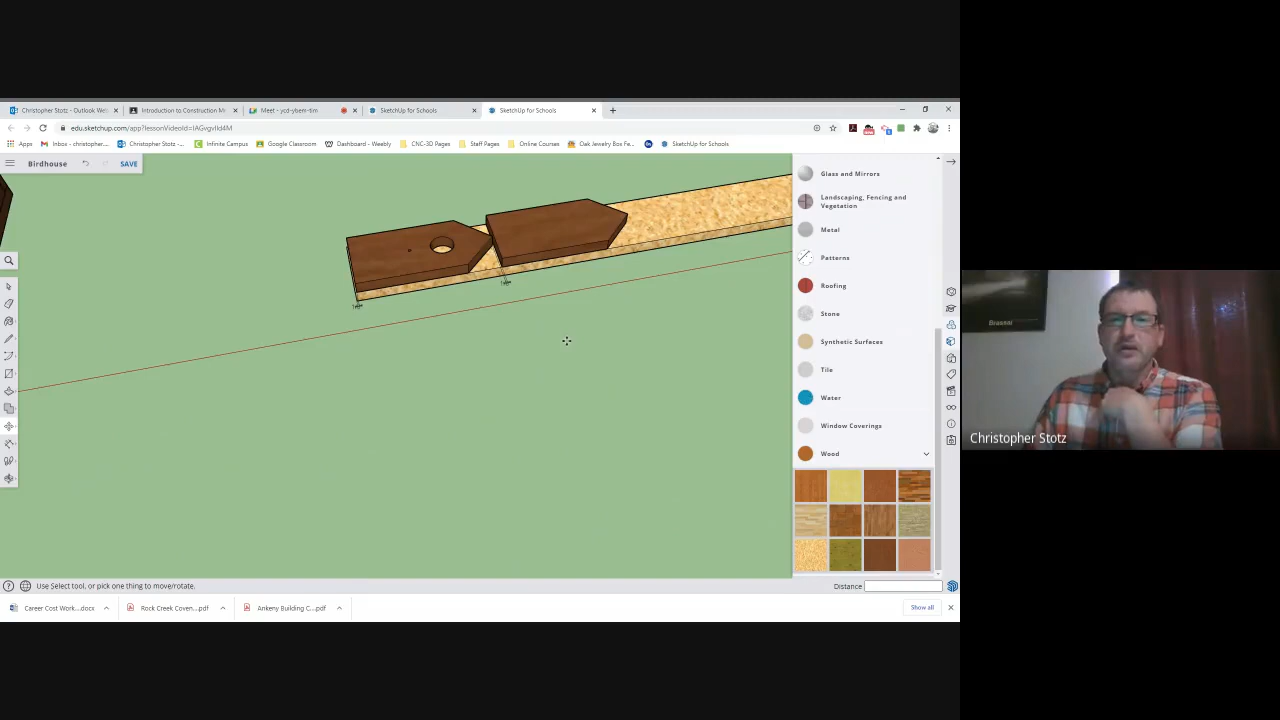 Christopher Stotz - Outlook We
Introduction to Construction M
Meet - ycd-ybem-tim
SketchUp for Schools
SketchUp for Schools
edu.sketchup.com/app?lessonVideoId=IAGvgvIld4M
Apps
Inbox - christopher....
Christopher Stotz -...
Infinite Campus
Google Classroom
Dashboard - Weebly
CNC-3D Pages
Staff Pages
Online Courses
Oak Jewelry Box Fe...
SketchUp for Schools
Birdhouse
SAVE
Glass and Mirrors
Landscaping, Fencing and
Vegetation
Metal
Patterns
Roofing
Stone
Synthetic Surfaces
Tile
Water
Window Coverings
Wood
Biassar
Christopher Stotz
Use Select tool, or pick one thing to move/rotate.
Distance
Career Cost Work....docx
Rock Creek Coven....pdf
Ankeny Building C....pdf
Show all